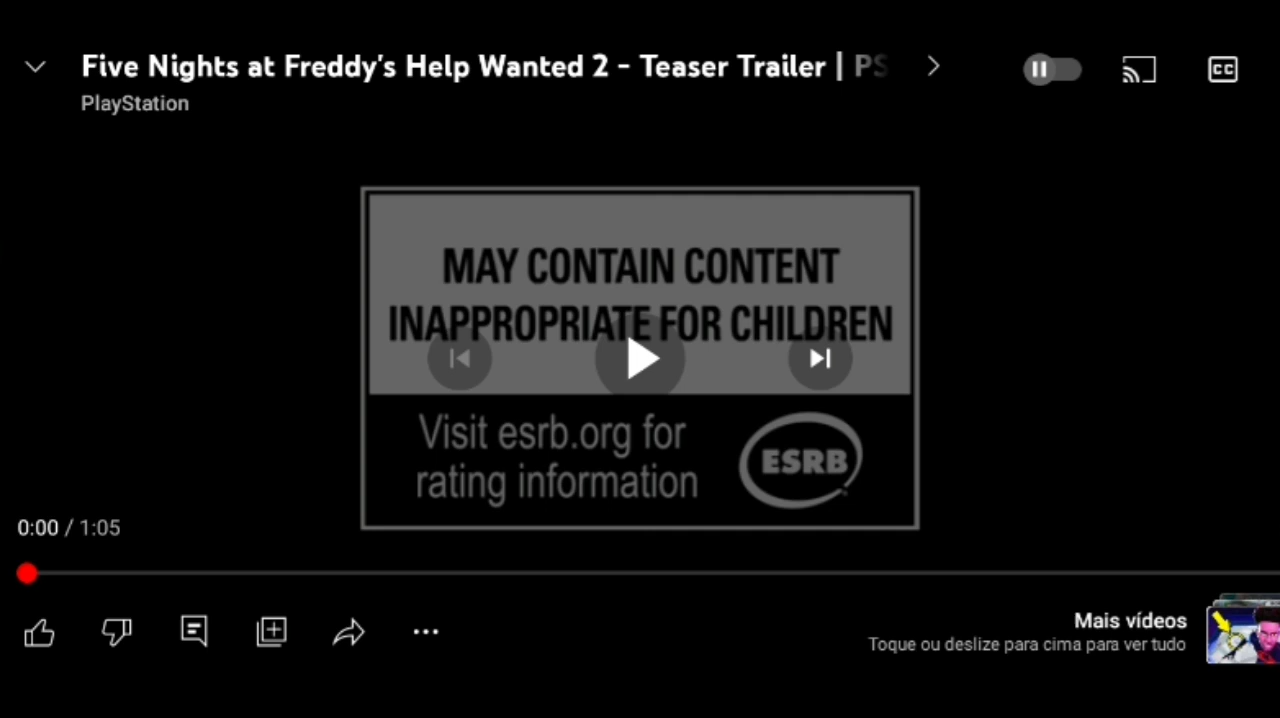 Five Nights at Freddy's Help Wanted 2 - Teaser Trailer | PS
PlayStation
CC
MAY CONTAIN CONTENT
INAPPROPRIATE FOR CHILDREN
Visit esrb.org for
rating information
ESRB
0:00 / 1:05
Mais vídeos
Toque ou deslize para cima para ver tudo